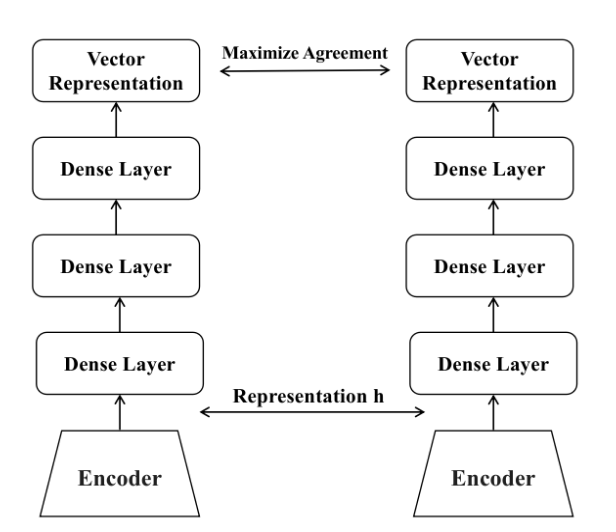 Vector
Representation
Maximize Agreement
Vector
Representation
Dense Layer
Dense Layer
Dense Layer
Dense Layer
Dense Layer
Dense Layer
Representation h
Encoder
Encoder